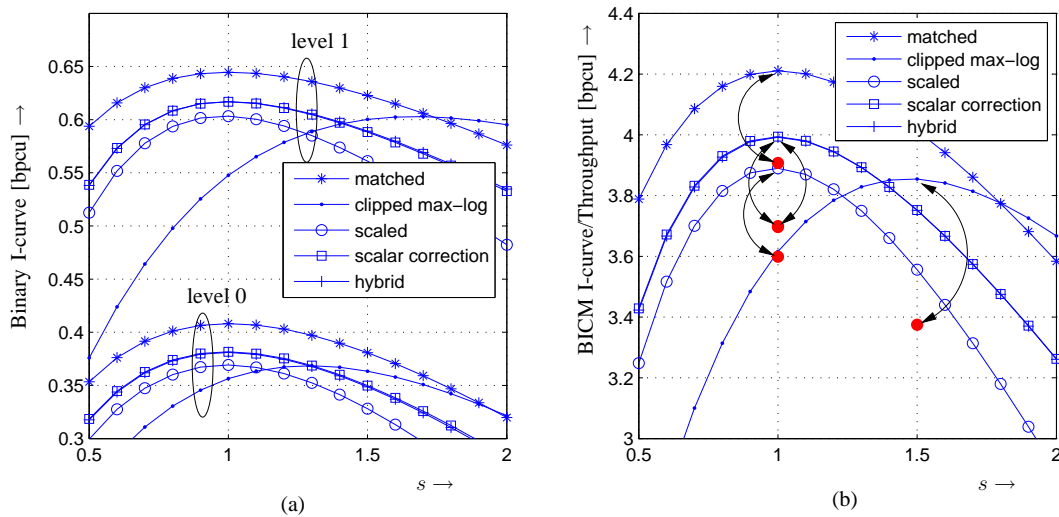 Binary I-curve [bpcu] →
0.65
0.6
0.55
0.5
0.45
0.4
0.35
0.3
0.5
1
1.5
2
level 1
level 0
matched
clipped max−log
scaled
scalar correction
hybrid
s →
(a)
BICM I-curve/Throughput [bpcu] →
4.4
4.2
4
3.8
3.6
3.4
3.2
3
0.5
1
1.5
2
matched
clipped max−log
scaled
scalar correction
hybrid
s →
(b)